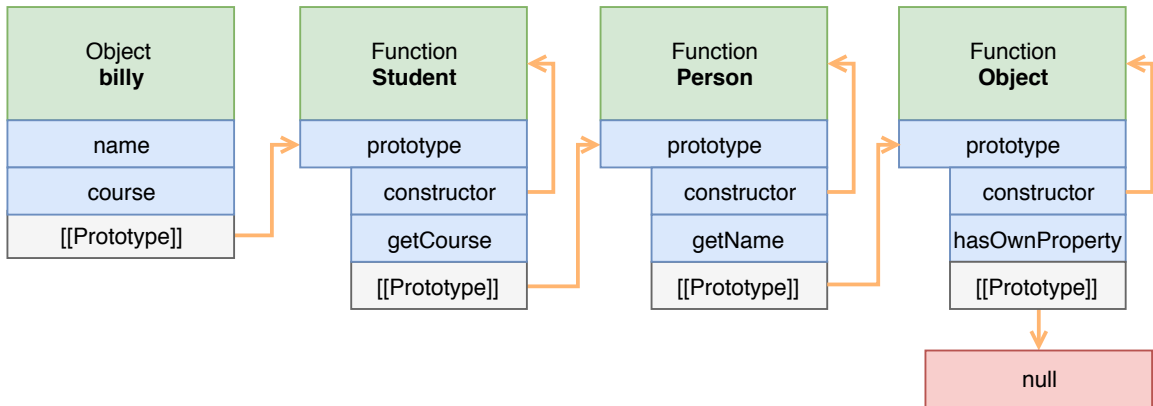 Object
billy
name
course
[[Prototype]]
Function
Student
prototype
constructor
getCourse
[[Prototype]]
Function
Person
prototype
constructor
getName
[[Prototype]]
Function
Object
prototype
constructor
hasOwnProperty
[[Prototype]]
null